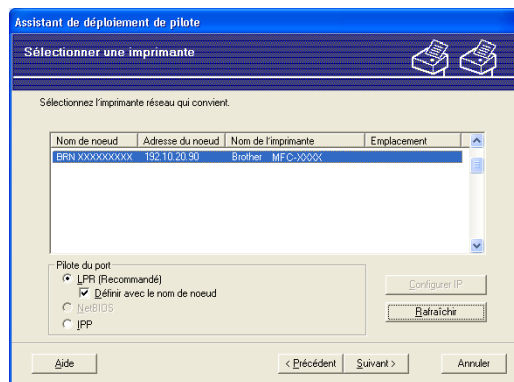 Assistant de déploiement de pilote
Sélectionner une imprimante
Sélectionnez l'imprimante réseau qui convient.
Nom de noeud Adresse du noeud Nom de l'imprimante Emplacement
BRN XXXXXXXXX 192.10.20.90 Brother MFC-XXXX
Pilote du port
LPR (Recommandé)
Définir avec le nom de noeud
NetBIOS
IPP
Configurer IP
Rafraîchir
Aide
< Précédent
Suivant >
Annuler